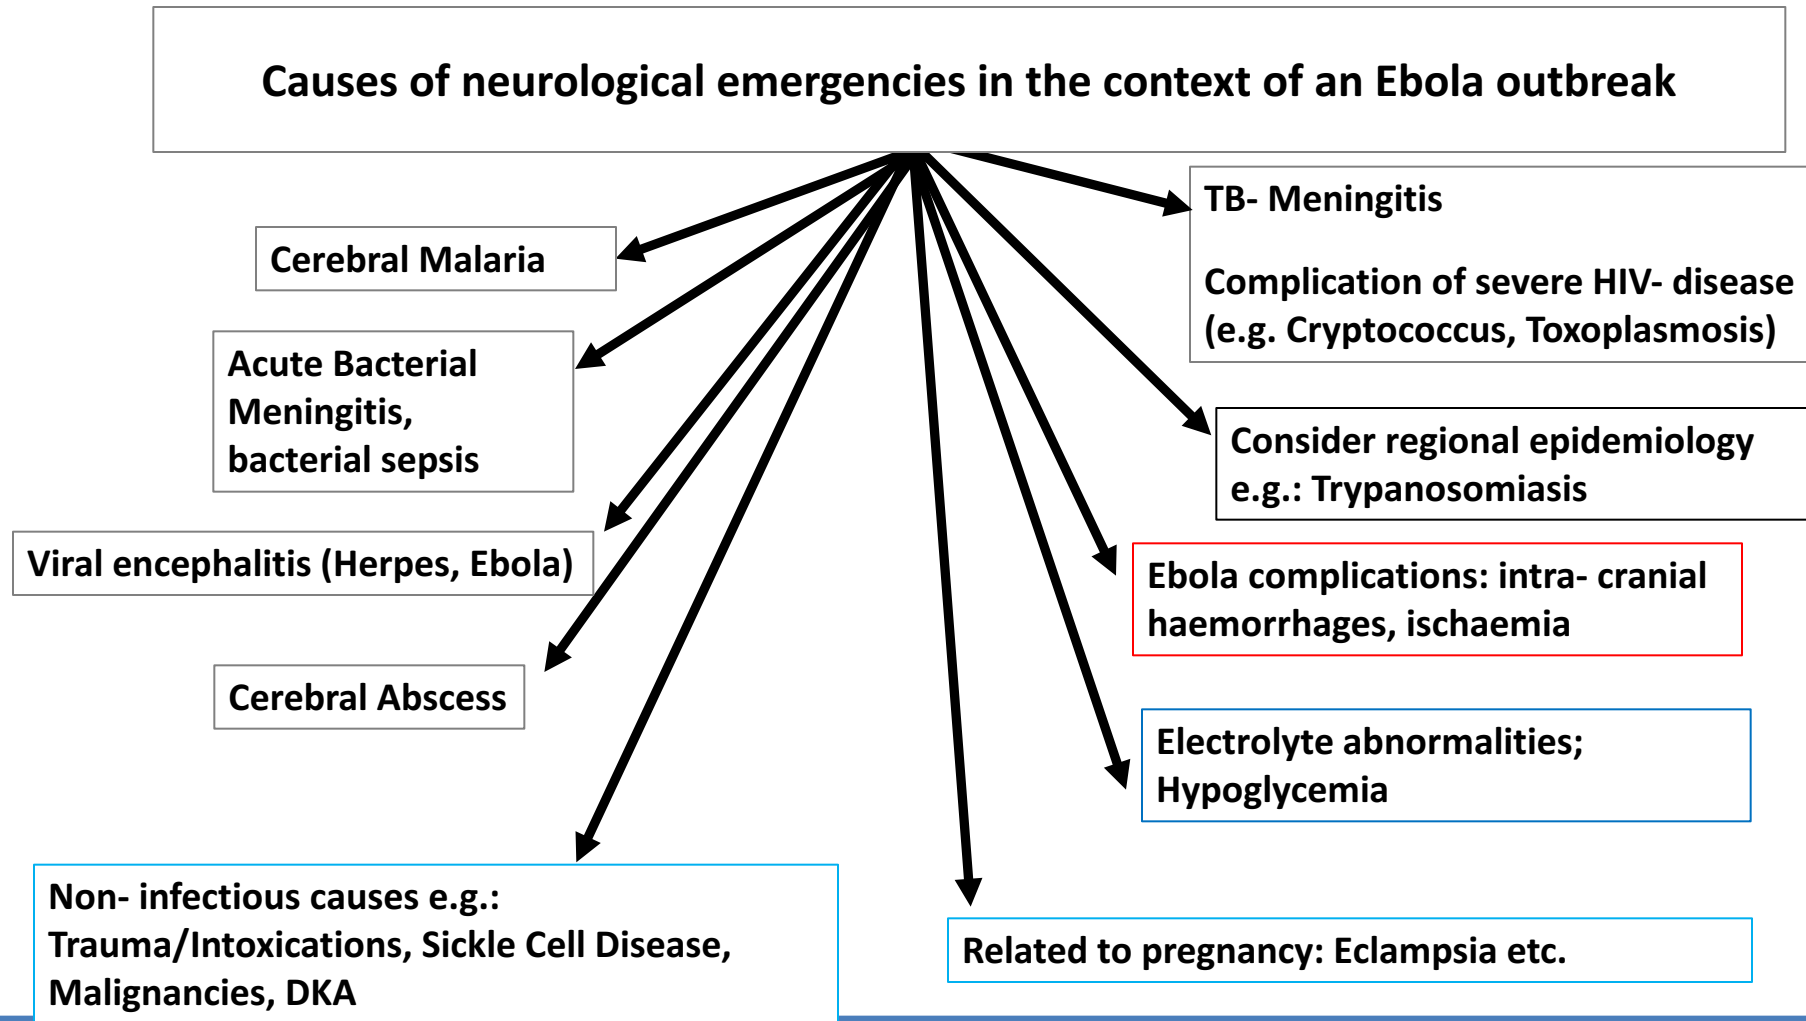 Causes of neurological emergencies in the context of an Ebola outbreak
TB- Meningitis
Complication of severe HIV- disease
(e.g. Cryptococcus, Toxoplasmosis)
Cerebral Malaria
Acute Bacterial
Meningitis,
bacterial sepsis
Consider regional epidemiology
e.g.: Trypanosomiasis
Viral encephalitis (Herpes, Ebola)
Ebola complications: intra- cranial
haemorrhages, ischaemia
Cerebral Abscess
Electrolyte abnormalities;
Hypoglycemia
Non- infectious causes e.g.:
Trauma/Intoxications, Sickle Cell Disease,
Malignancies, DKA
Related to pregnancy: Eclampsia etc.